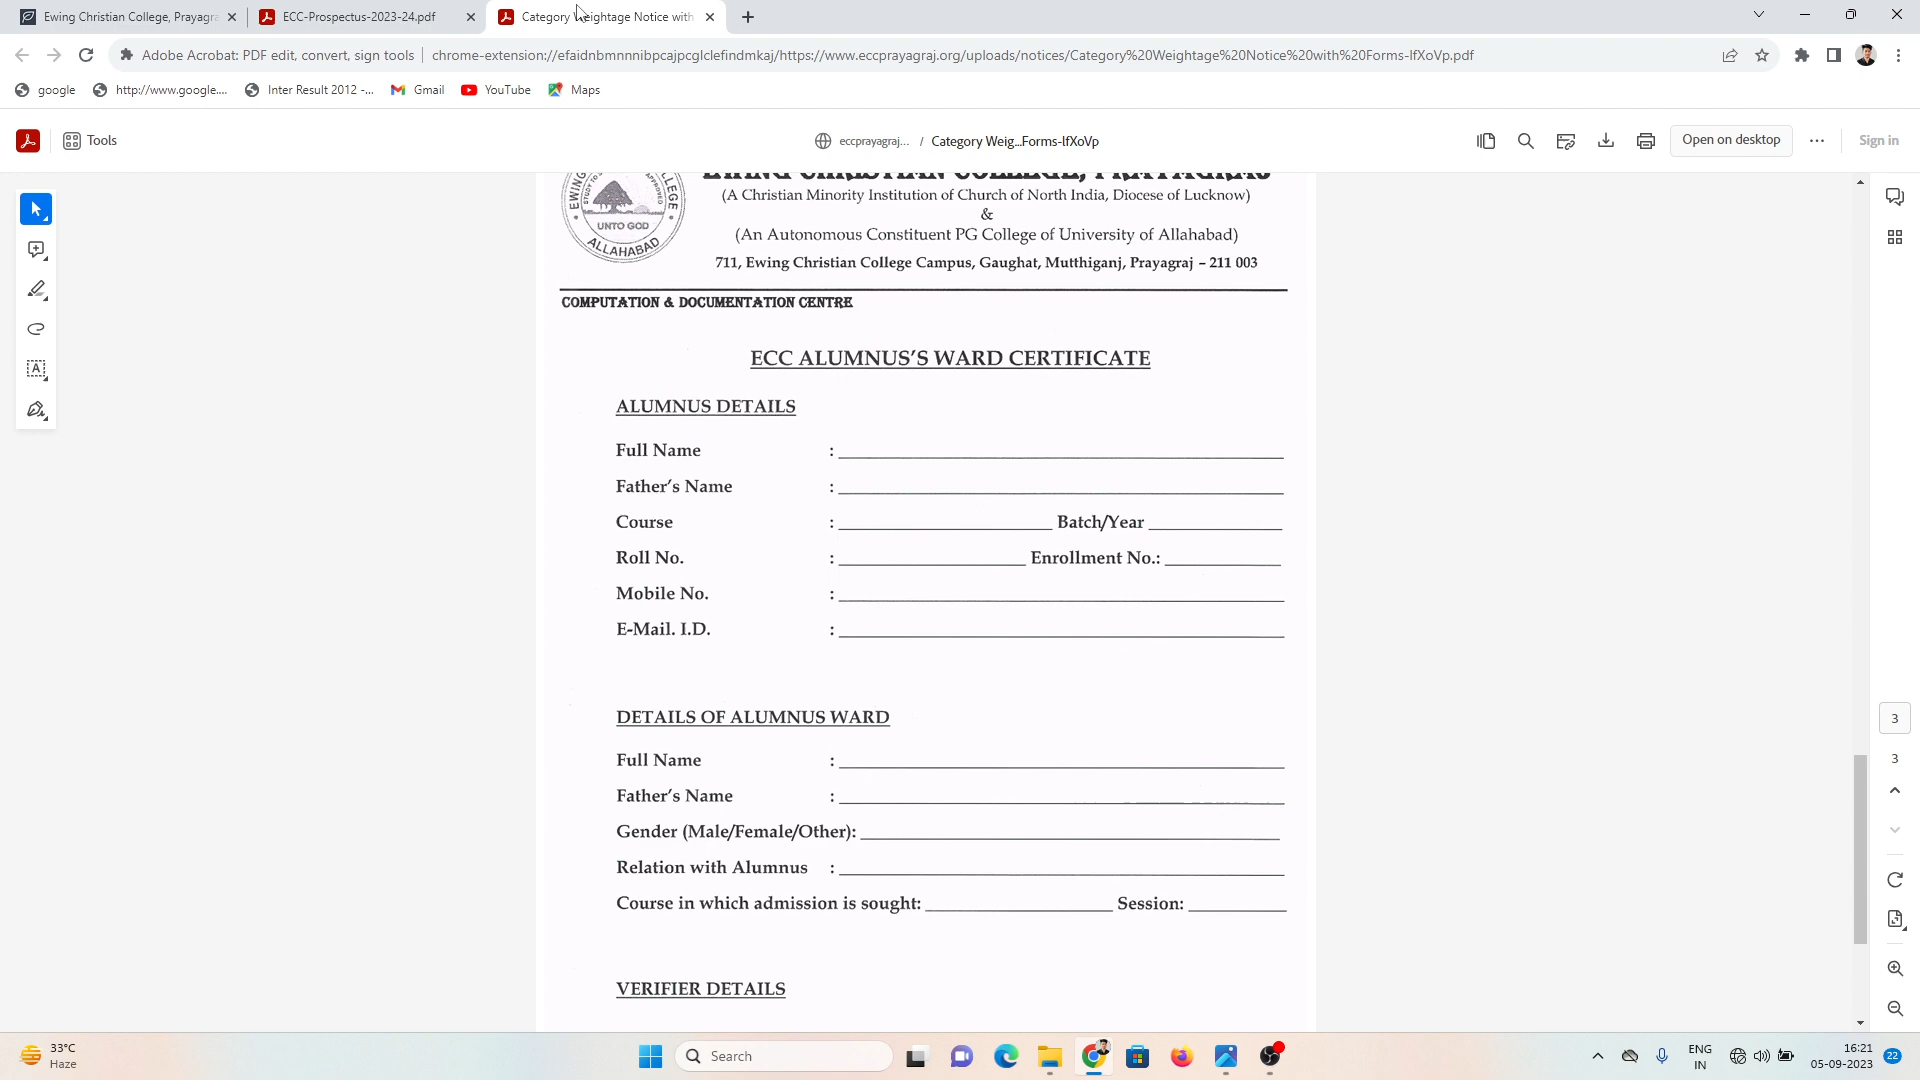 Ewing Christian College, Prayagra
ECC-Prospectus-2023-24.pdf
Category Weightage Notice with
Adobe Acrobat: PDF edit, convert, sign tools
chrome-extension://efaidnbmnnnibpcajpcglclefindmkaj/https://www.eccprayagraj.org/uploads/notices/Category%20Weightage%20Notice%20with%20Forms-IfXoVp.pdf
google
http://www.google....
Inter Result 2012 -...
Gmail
YouTube
Maps
Tools
eccprayagraj... / Category Weig...Forms-IfXoVp
Open on desktop
Sign in
EWING CHRISTIAN COLLEGE, PRAYAGRAJ
(A Christian Minority Institution of Church of North India, Diocese of Lucknow)
&
(An Autonomous Constituent PG College of University of Allahabad)
711, Ewing Christian College Campus, Gaughat, Mutthiganj, Prayagraj – 211 003
UNTO GOD
ALLAHABAD
COMPUTATION & DOCUMENTATION CENTRE
ECC ALUMNUS'S WARD CERTIFICATE
ALUMNUS DETAILS
Full Name :
Father's Name :
Course : Batch/Year
Roll No. : Enrollment No.:
Mobile No. :
E-Mail. I.D. :
DETAILS OF ALUMNUS WARD
Full Name :
Father's Name :
Gender (Male/Female/Other):
Relation with Alumnus :
Course in which admission is sought: Session:
VERIFIER DETAILS
3
3
33°C
Haze
Search
ENG
IN
16:21
05-09-2023
22